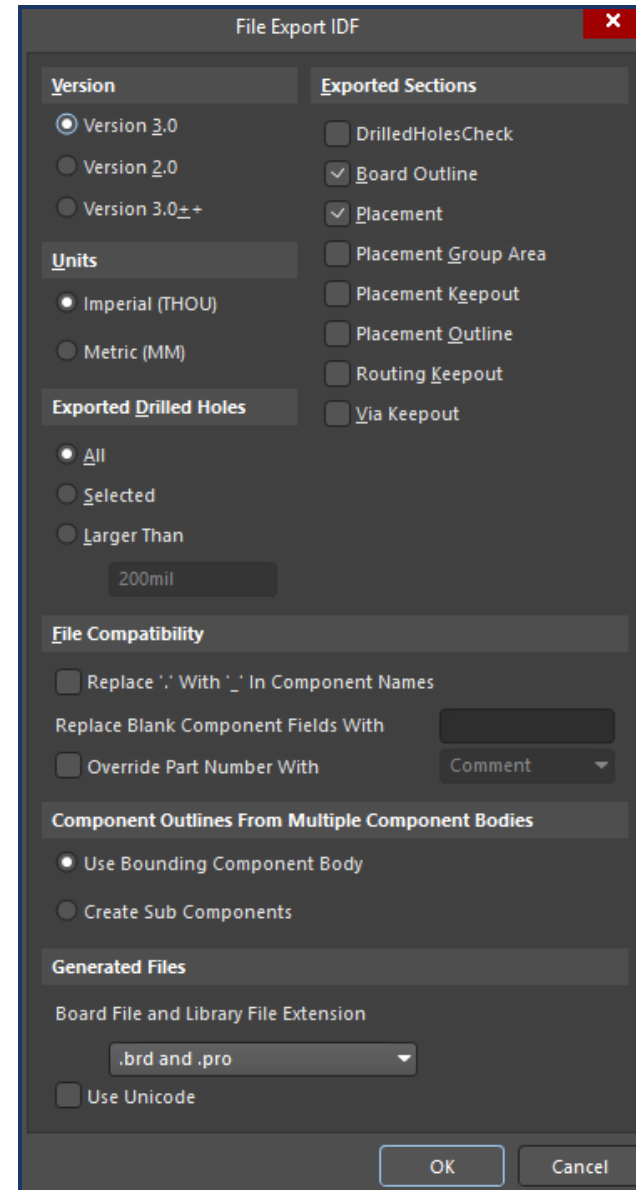 File Export IDF
Version
Version 3.0
Version 2.0
Version 3.0++
Units
Imperial (THOU)
Metric (MM)
Exported Drilled Holes
All
Selected
Larger Than
200mil
Exported Sections
DrilledHolesCheck
Board Outline
Placement
Placement Group Area
Placement Keepout
Placement Outline
Routing Keepout
Via Keepout
File Compatibility
Replace '.' With '_' In Component Names
Replace Blank Component Fields With
Override Part Number With Comment
Component Outlines From Multiple Component Bodies
Use Bounding Component Body
Create Sub Components
Generated Files
Board File and Library File Extension
.brd and .pro
Use Unicode
OK Cancel